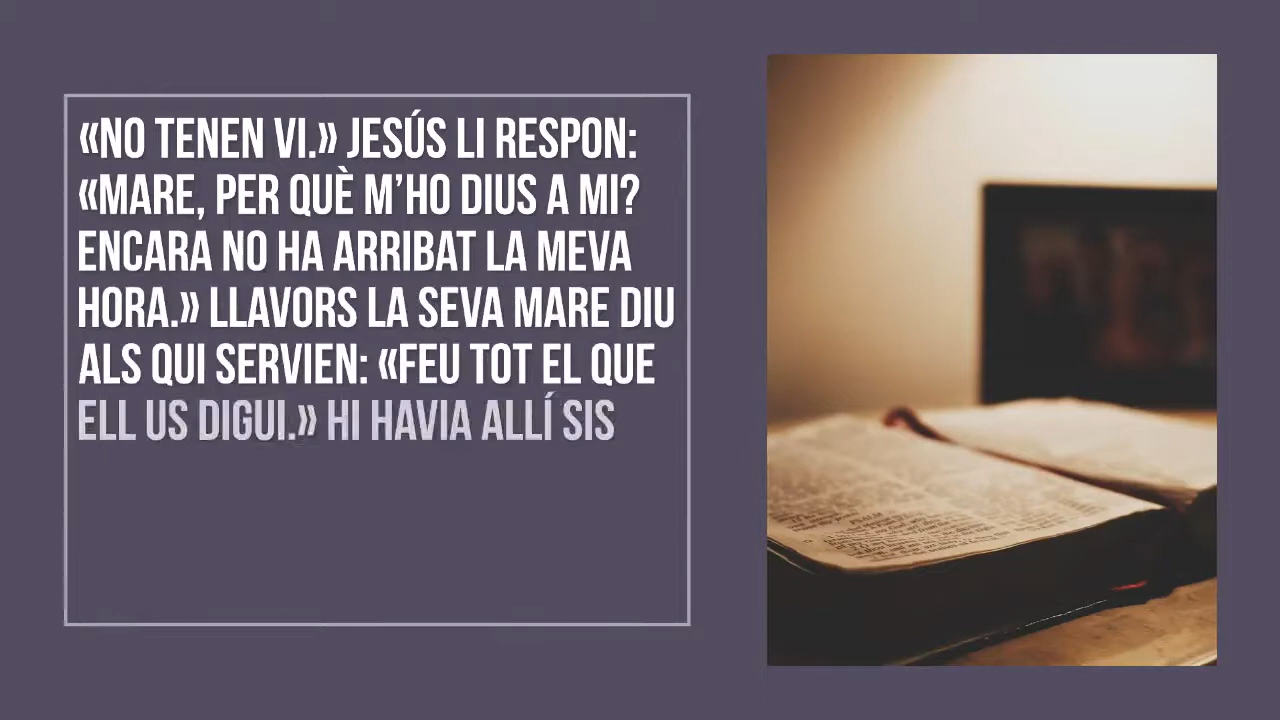 «NO TENEN VI.» JESÚS LI RESPON:
«MARE, PER QUÈ M’HO DIUS A MI?
ENCARA NO HA ARRIBAT LA MEVA
HORA.» LLAVORS LA SEVA MARE DIU
ALS QUI SERVIEN: «FEU TOT EL QUE
ELL US DIGUI.» HI HAVIA ALLÍ SIS